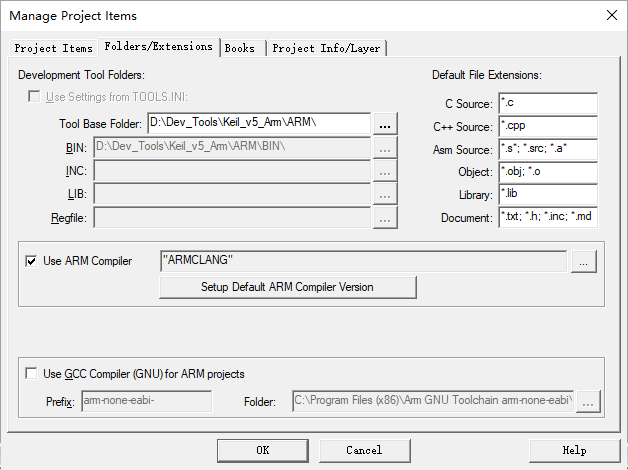 Manage Project Items
Project Items Folders/Extensions Books Project Info/Layer
Development Tool Folders:
Default File Extensions:
Use Settings from TOOLS.INI:
Tool Base Folder: D:\Dev_Tools\Keil_v5_Arm\ARM\ ...
BIN: D:\Dev_Tools\Keil_v5_Arm\ARM\BIN\ ...
INC: ...
LIB: ...
Regfile: ...
C Source: *.c
C++ Source: *.cpp
Asm Source: *.s*; *.src; *.a*
Object: *.obj; *.o
Library: *.lib
Document: *.txt; *.h; *.inc; *.md
Use ARM Compiler "ARMCLANG" ...
Setup Default ARM Compiler Version
Use GCC Compiler (GNU) for ARM projects
Prefix: arm-none-eabi- Folder: C:\Program Files (x86)\Arm GNU Toolchain arm-none-eabi\ ...
OK Cancel Help